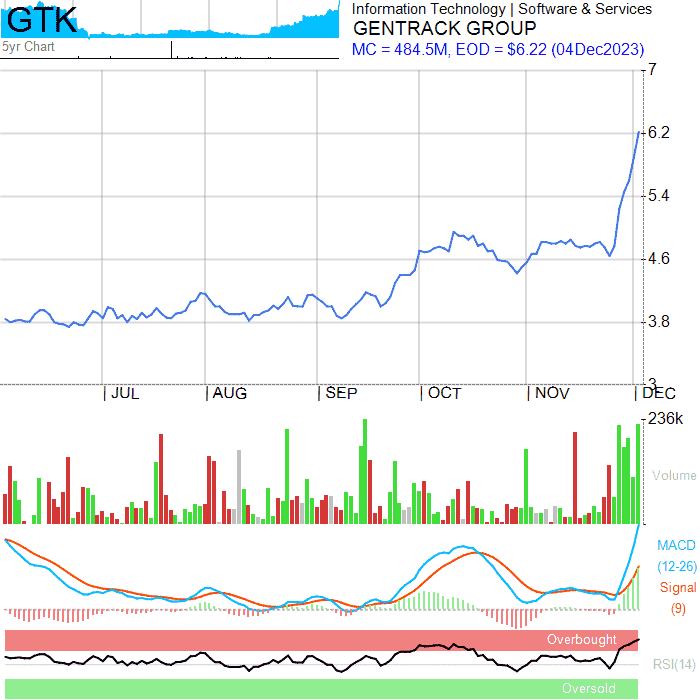 GTK
5yr Chart
Information Technology | Software & Services
GENTRACK GROUP
MC = 484.5M, EOD = $6.22 (04Dec2023)
7
6.2
5.4
4.6
3.8
3
JUL AUG SEP OCT NOV DEC
236k
Volume
MACD
(12-26)
Signal
(9)
Overbought
RSI(14)
Oversold